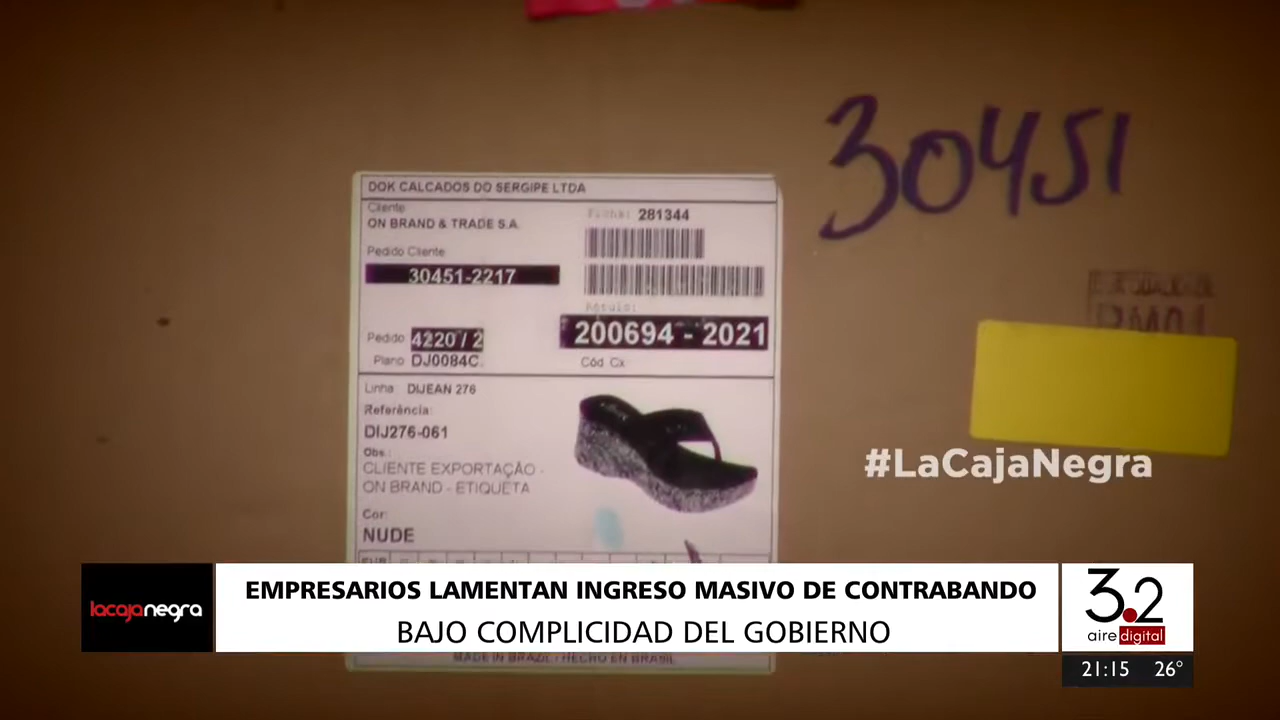 30451
DOK CALCADOS DO SERGIPE LTDA
Cliente
ON BRAND & TRADE S.A.
Ficha: 281344
Pedido Cliente
30451-2217
Rótulo:
Pedido 4220 / 2
200694 - 2021
Plano DJ0084C.
Cód Cx
Linha: DIJEAN 276
Referência:
DIJ276-061
Obs.:
CLIENTE EXPORTAÇÃO -
ON BRAND - ETIQUETA
Cor:
NUDE
MADE IN BRAZIL / HECHO EN BRASIL
#LaCajaNegra
lacajanegra
EMPRESARIOS LAMENTAN INGRESO MASIVO DE CONTRABANDO
BAJO COMPLICIDAD DEL GOBIERNO
3.2
aire digital
21:15 26°